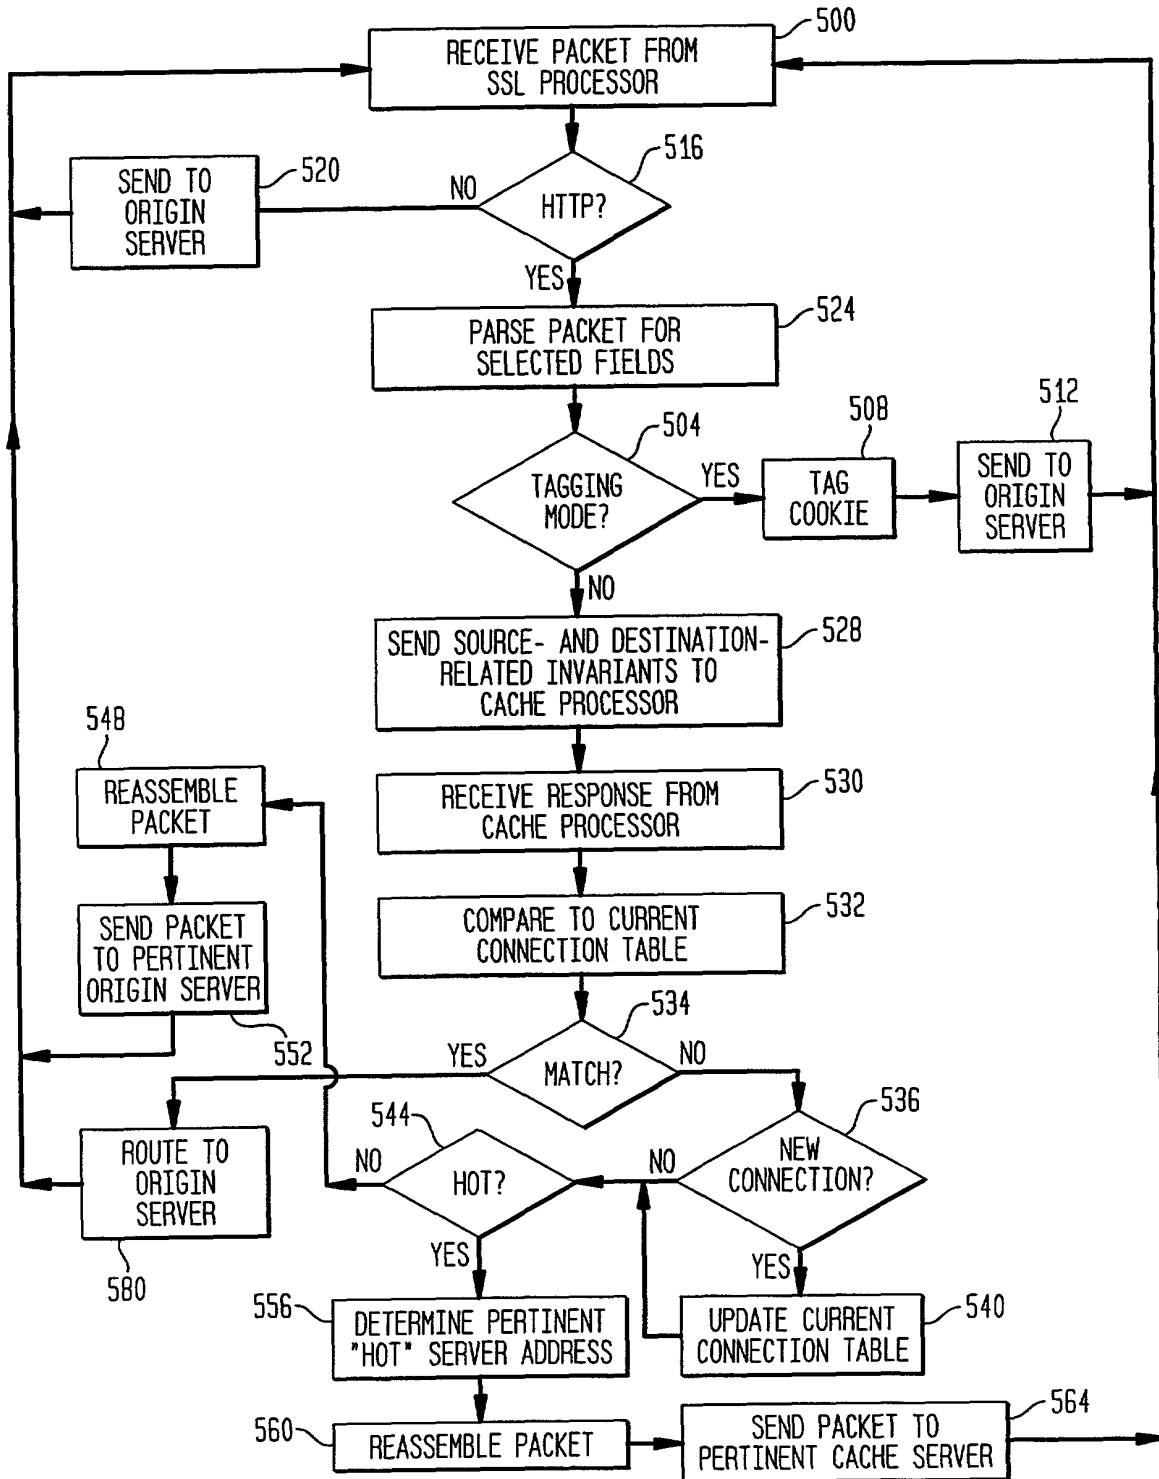 500
RECEIVE PACKET FROM
SSL PROCESSOR
516
HTTP?
NO
520
SEND TO
ORIGIN
SERVER
YES
524
PARSE PACKET FOR
SELECTED FIELDS
504
TAGGING
MODE?
YES
508
TAG
COOKIE
512
SEND TO
ORIGIN
SERVER
NO
528
SEND SOURCE- AND DESTINATION-
RELATED INVARIANTS TO
CACHE PROCESSOR
530
RECEIVE RESPONSE FROM
CACHE PROCESSOR
532
COMPARE TO CURRENT
CONNECTION TABLE
534
MATCH?
YES
NO
548
REASSEMBLE
PACKET
SEND PACKET
TO PERTINENT
ORIGIN SERVER
552
ROUTE TO
ORIGIN
SERVER
580
536
NEW
CONNECTION?
NO
YES
540
UPDATE CURRENT
CONNECTION TABLE
544
HOT?
NO
YES
556
DETERMINE PERTINENT
"HOT" SERVER ADDRESS
560
REASSEMBLE PACKET
564
SEND PACKET TO
PERTINENT CACHE SERVER